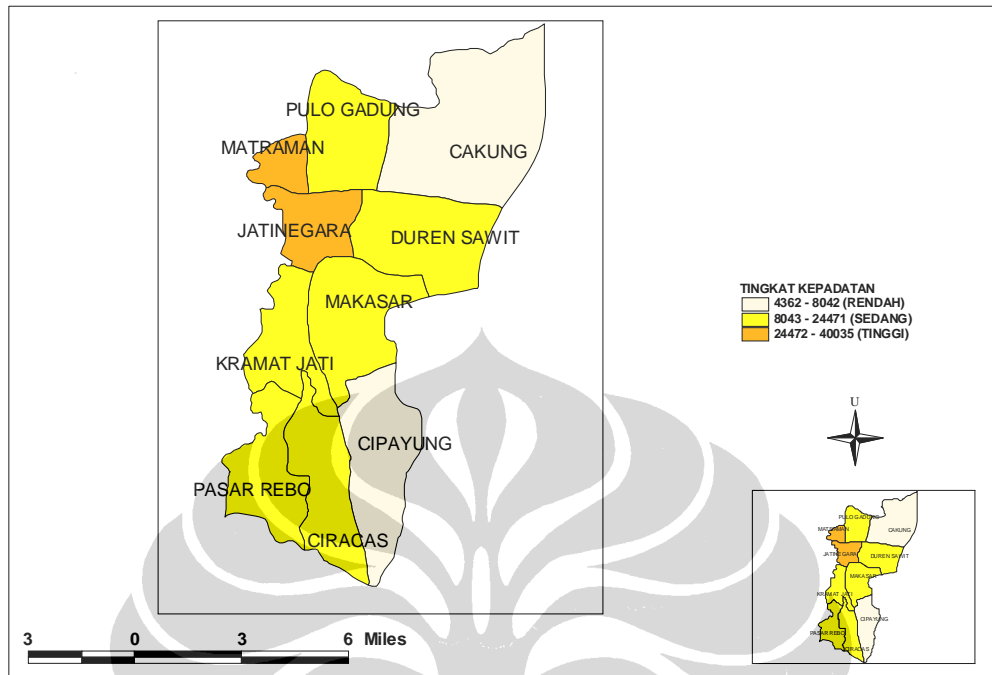 PULO GADUNG
MATRAMAN
CAKUNG
JATINEGARA
DUREN SAWIT
MAKASAR
KRAMAT JATI
CIPAYUNG
PASAR REBO
CIRACAS
TINGKAT KEPADATAN
4362 - 8042 (RENDAH)
8043 - 24471 (SEDANG)
24472 - 40035 (TINGGI)
U
3 0 3 6 Miles
PULO GADUNG
MATRAMAN
CAKUNG
JATINEGARA
DUREN SAWIT
MAKASAR
KRAMAT JATI
CIPAYUNG
PASAR REBO
CIRACAS